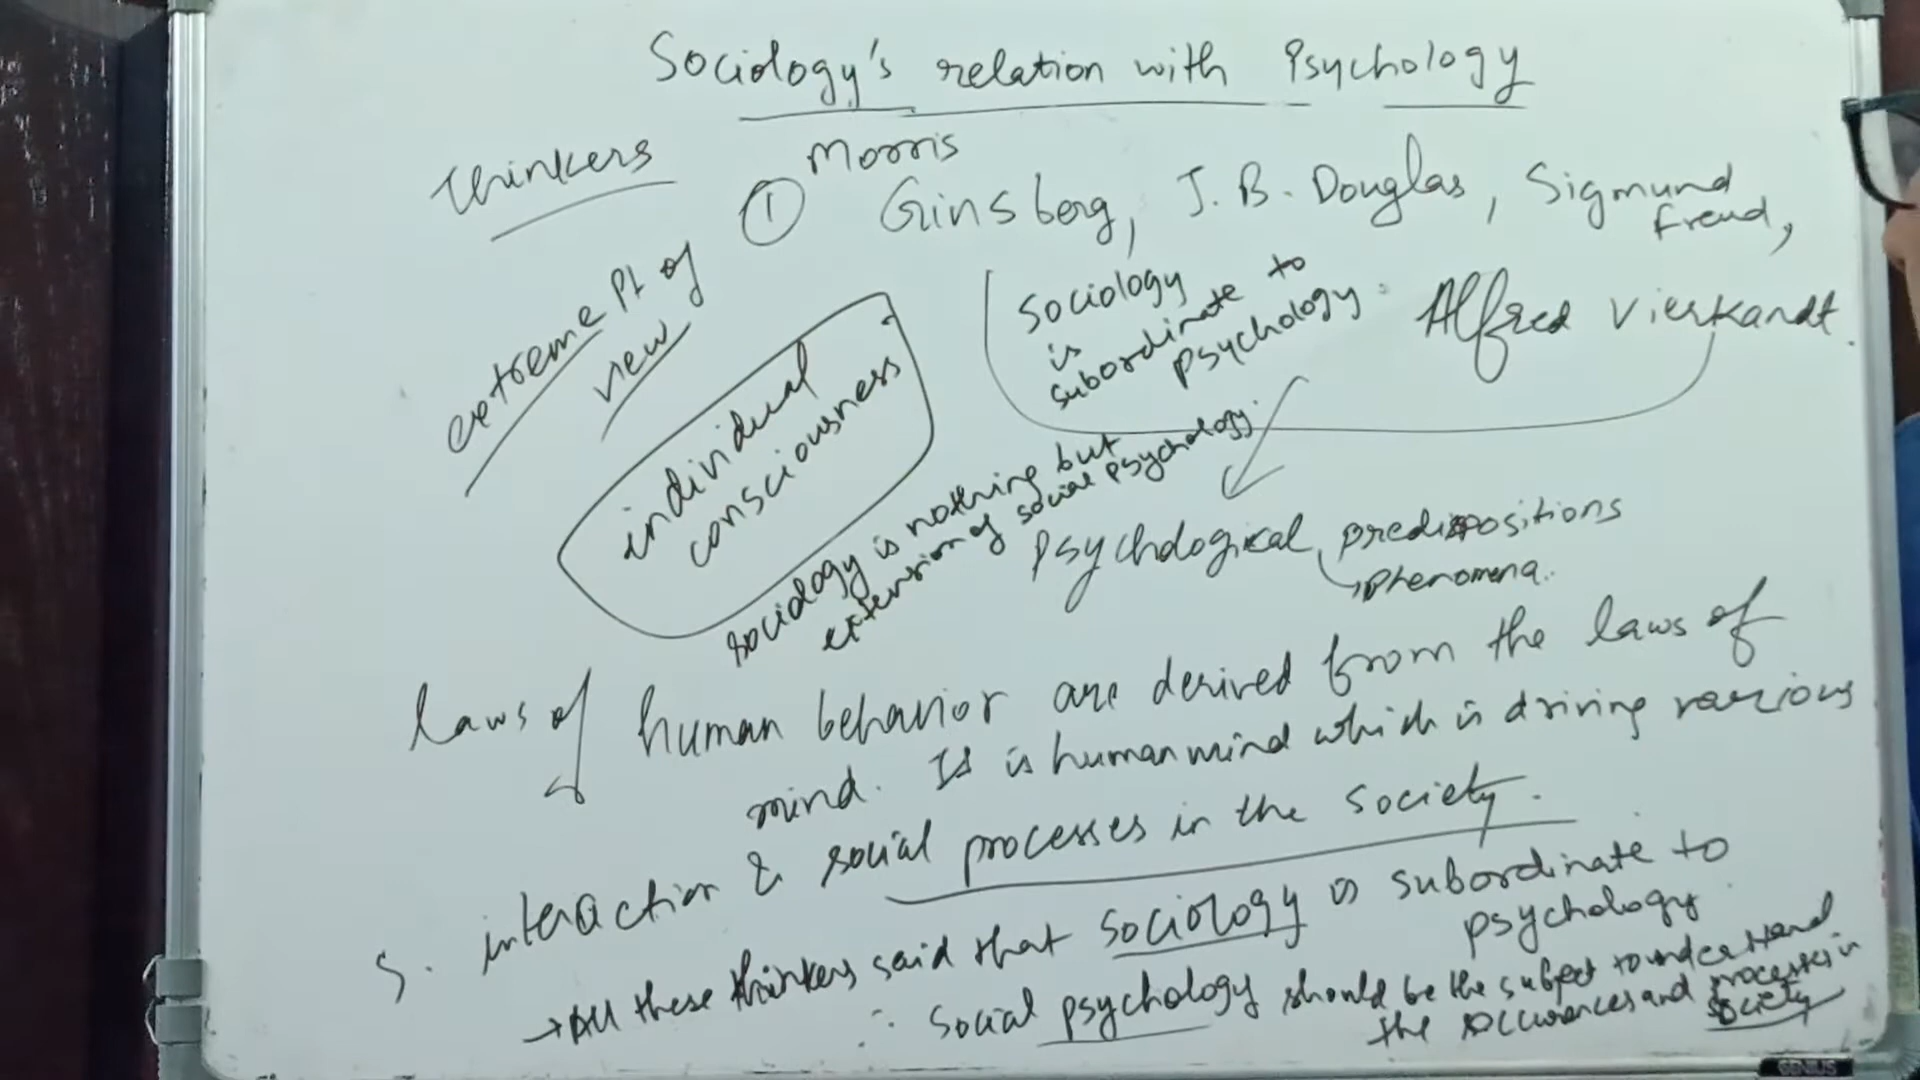 Sociology's relation with Psychology
Thinkers
① Morris
Ginsberg, J. B. Douglas, Sigmund
Freud,
Alfred Vierkandt
extreme Pt of
view
individual
consciousness
Sociology
is
subordinate to
psychology.
Sociology is nothing but
extension of social psychology.
Psychological predispositions
phenomena.
laws of human behavior are derived from the laws of
mind. It is human mind which is driving various
S. interaction & social processes in the society.
→ All these thinkers said that sociology is subordinate to
psychology
∴ Social psychology should be the subject to understand
the occurences and processes in
society
GENIUS